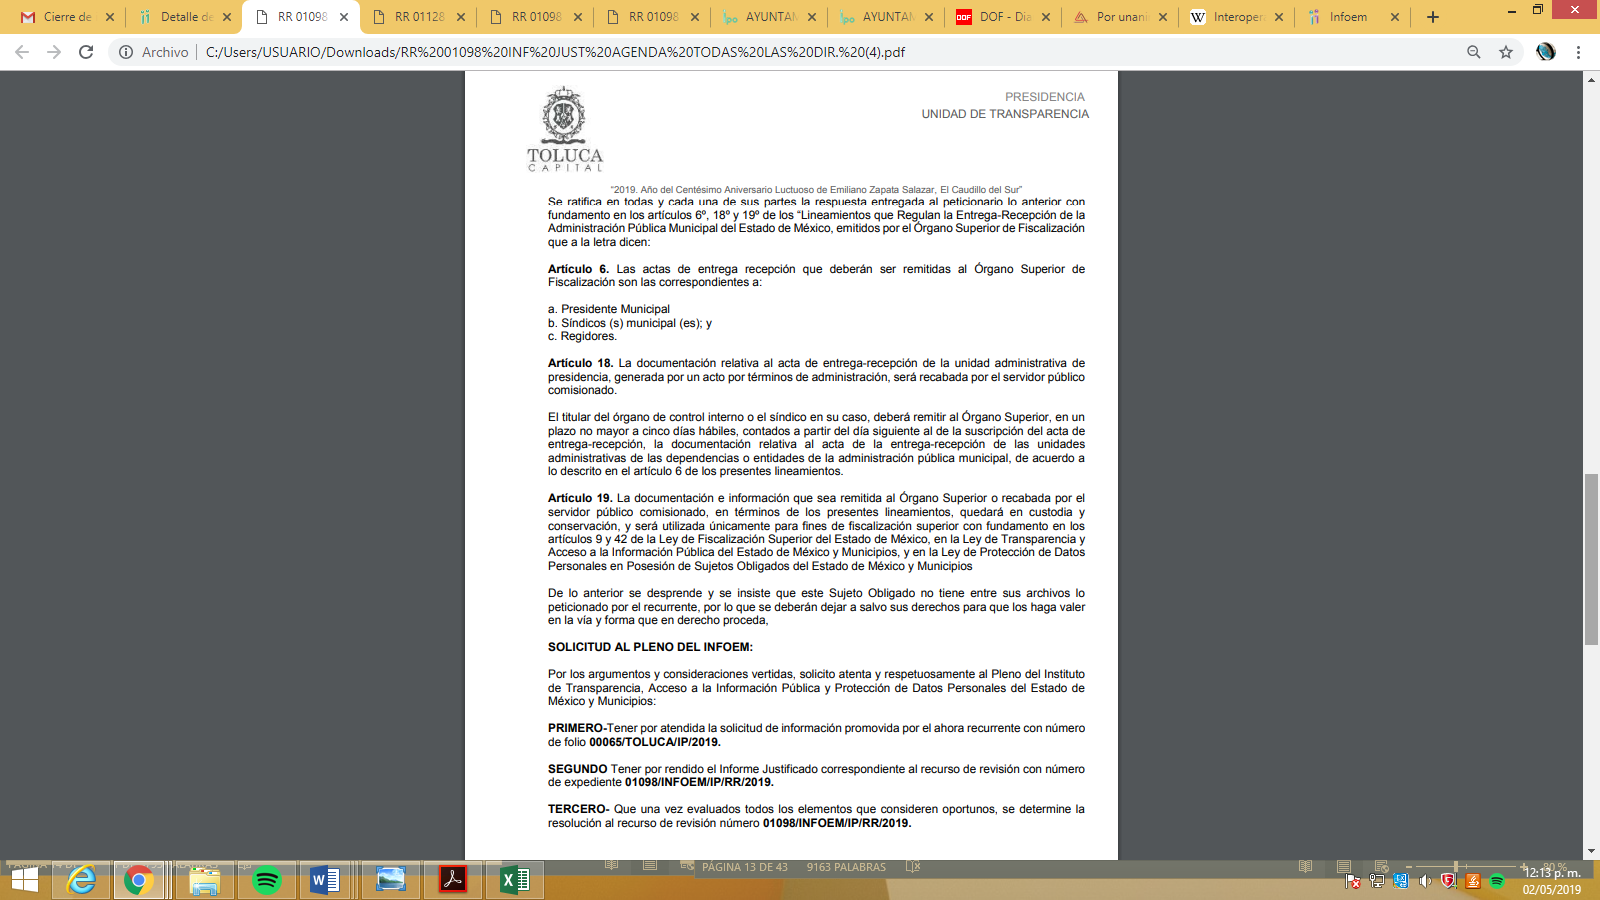 Cierre de
Detalle de
RR 01098
RR 01128
RR 01098
RR 01098
AYUNTAM
AYUNTAM
DOF - Dia
Por unani
Interopera
Infoem
Archivo
C:/Users/USUARIO/Downloads/RR%2001098%20INF%20JUST%20AGENDA%20TODAS%20LAS%20DIR.%20(4).pdf
TOLUCA
CAPITAL
PRESIDENCIA
UNIDAD DE TRANSPARENCIA
“2019. Año del Centésimo Aniversario Luctuoso de Emiliano Zapata Salazar, El Caudillo del Sur”
Se ratifica en todas y cada una de sus partes la respuesta entregada al peticionario lo anterior con
fundamento en los artículos 6º, 18º y 19º de los “Lineamientos que Regulan la Entrega-Recepción de la
Administración Pública Municipal del Estado de México, emitidos por el Órgano Superior de Fiscalización
que a la letra dicen:
Artículo 6. Las actas de entrega recepción que deberán ser remitidas al Órgano Superior de
Fiscalización son las correspondientes a:
a. Presidente Municipal
b. Síndicos (s) municipal (es); y
c. Regidores.
Artículo 18. La documentación relativa al acta de entrega-recepción de la unidad administrativa de
presidencia, generada por un acto por términos de administración, será recabada por el servidor público
comisionado.
El titular del órgano de control interno o el síndico en su caso, deberá remitir al Órgano Superior, en un
plazo no mayor a cinco días hábiles, contados a partir del día siguiente al de la suscripción del acta de
entrega-recepción, la documentación relativa al acta de la entrega-recepción de las unidades
administrativas de las dependencias o entidades de la administración pública municipal, de acuerdo a
lo descrito en el artículo 6 de los presentes lineamientos.
Artículo 19. La documentación e información que sea remitida al Órgano Superior o recabada por el
servidor público comisionado, en términos de los presentes lineamientos, quedará en custodia y
conservación, y será utilizada únicamente para fines de fiscalización superior con fundamento en los
artículos 9 y 42 de la Ley de Fiscalización Superior del Estado de México, en la Ley de Transparencia y
Acceso a la Información Pública del Estado de México y Municipios, y en la Ley de Protección de Datos
Personales en Posesión de Sujetos Obligados del Estado de México y Municipios
De lo anterior se desprende y se insiste que este Sujeto Obligado no tiene entre sus archivos lo
peticionado por el recurrente, por lo que se deberán dejar a salvo sus derechos para que los haga valer
en la vía y forma que en derecho proceda,
SOLICITUD AL PLENO DEL INFOEM:
Por los argumentos y consideraciones vertidas, solicito atenta y respetuosamente al Pleno del Instituto
de Transparencia, Acceso a la Información Pública y Protección de Datos Personales del Estado de
México y Municipios:
PRIMERO-Tener por atendida la solicitud de información promovida por el ahora recurrente con número
de folio 00065/TOLUCA/IP/2019.
SEGUNDO Tener por rendido el Informe Justificado correspondiente al recurso de revisión con número
de expediente 01098/INFOEM/IP/RR/2019.
TERCERO- Que una vez evaluados todos los elementos que consideren oportunos, se determine la
resolución al recurso de revisión número 01098/INFOEM/IP/RR/2019.
PÁGINA 13 DE 43
9163 PALABRAS
80 %
12:13 p. m.
02/05/2019